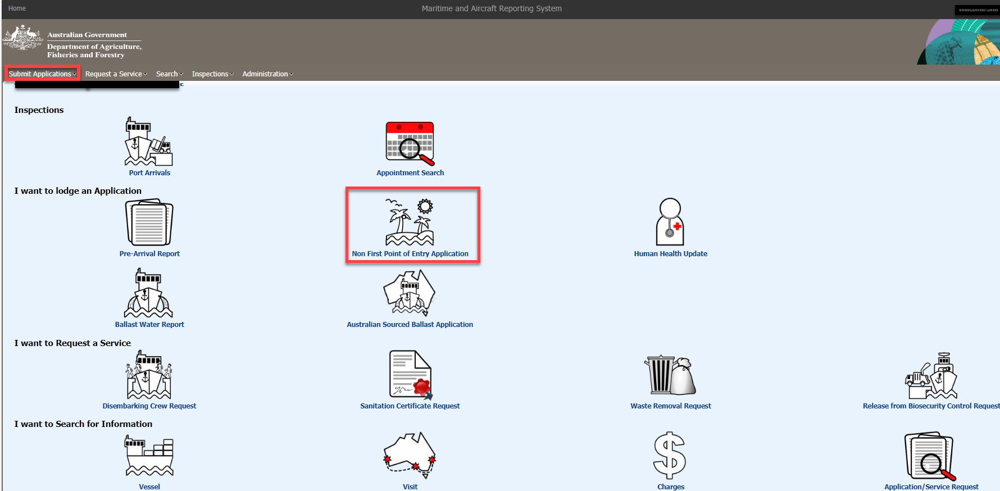 Home
Maritime and Aircraft Reporting System
Australian Government
Department of Agriculture,
Fisheries and Forestry
Submit Applications
Request a Service
Search
Inspections
Administration
Inspections
Port Arrivals
Appointment Search
I want to lodge an Application
Pre-Arrival Report
Non First Point of Entry Application
Human Health Update
Ballast Water Report
Australian Sourced Ballast Application
I want to Request a Service
Disembarking Crew Request
Sanitation Certificate Request
Waste Removal Request
Release from Biosecurity Control Request
I want to Search for Information
Vessel
Visit
Charges
Application/Service Request